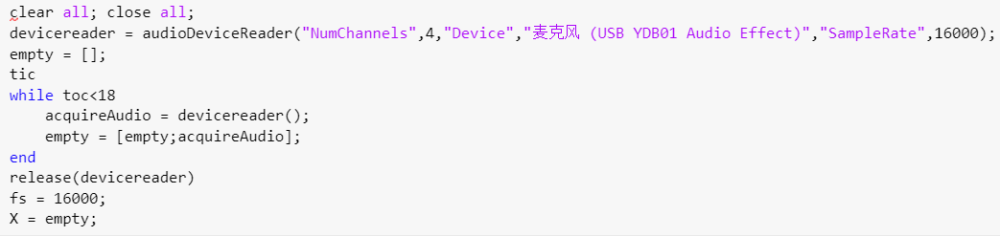 clear all; close all;
devicereader = audioDeviceReader("NumChannels",4,"Device","麦克风 (USB YDB01 Audio Effect)","SampleRate",16000);
empty = [];
tic
while toc<18
    acquireAudio = devicereader();
    empty = [empty;acquireAudio];
end
release(devicereader)
fs = 16000;
X = empty;